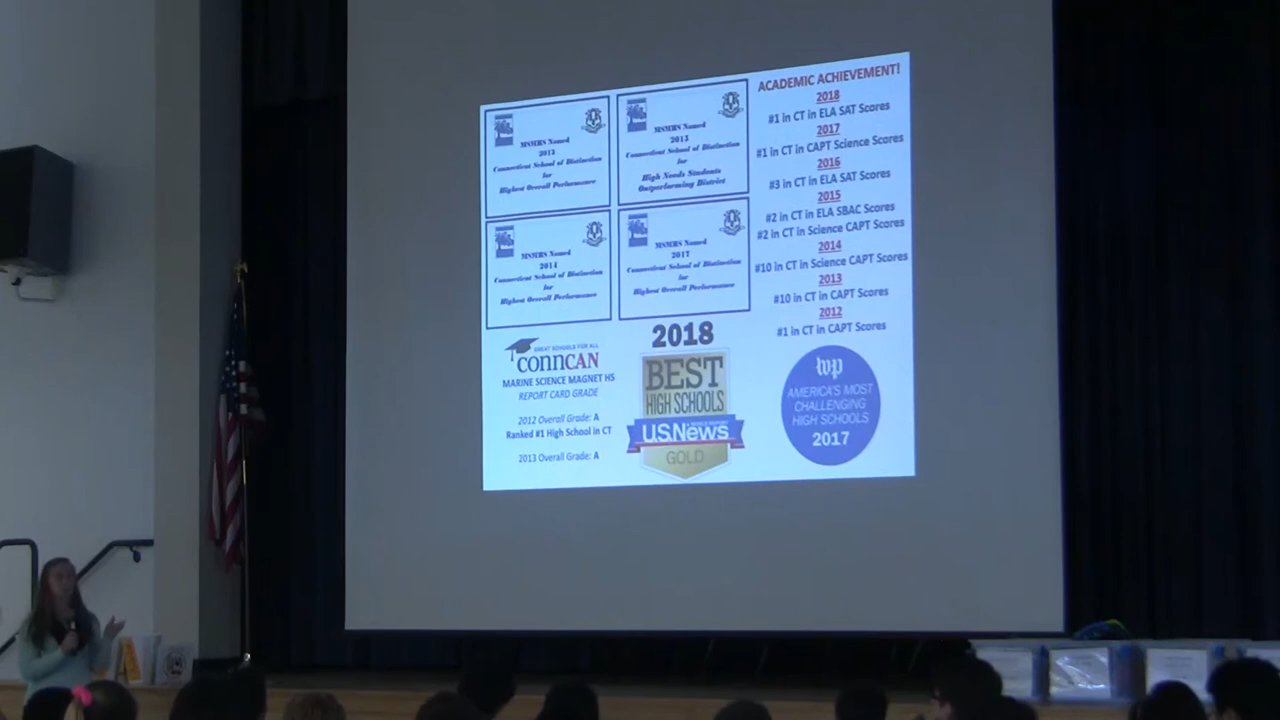 MSMHS Named
2013
Connecticut School of Distinction
for
Highest Overall Performance
MSMHS Named
2013
Connecticut School of Distinction
for
High Needs Students
Outperforming District
MSMHS Named
2014
Connecticut School of Distinction
for
Highest Overall Performance
MSMHS Named
2017
Connecticut School of Distinction
for
Highest Overall Performance
GREAT SCHOOLS FOR ALL
CONNCAN
MARINE SCIENCE MAGNET HS
REPORT CARD GRADE
2012 Overall Grade: A
Ranked #1 High School in CT
2013 Overall Grade: A
2018
BEST
HIGH SCHOOLS
U.S.News
GOLD
ACADEMIC ACHIEVEMENT!
2018
#1 in CT in ELA SAT Scores
2017
#1 in CT in CAPT Science Scores
2016
#3 in CT in ELA SAT Scores
2015
#2 in CT in ELA SBAC Scores
#2 in CT in Science CAPT Scores
2014
#10 in CT in Science CAPT Scores
2013
#10 in CT in CAPT Scores
2012
#1 in CT in CAPT Scores
wp
AMERICA'S MOST
CHALLENGING
HIGH SCHOOLS
2017